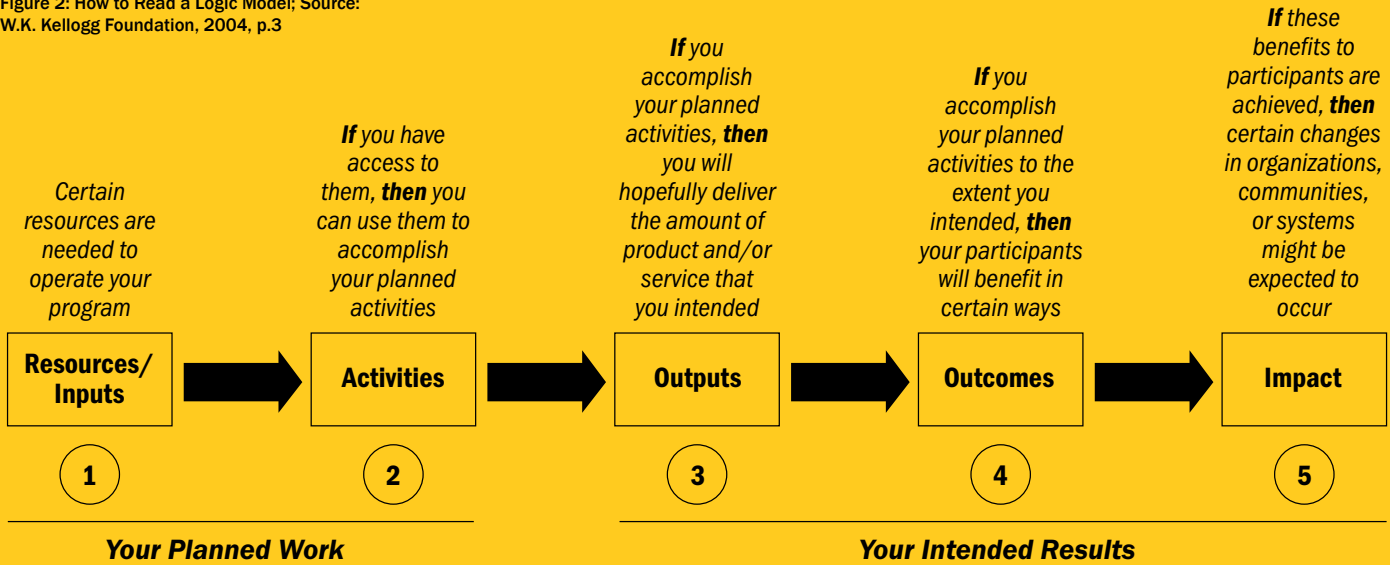 Figure 2: How to Read a Logic Model; Source:
W.K. Kellogg Foundation, 2004, p.3
Certain
resources are
needed to
operate your
program
If you have
access to
them, then you
can use them to
accomplish
your planned
activities
If you
accomplish
your planned
activities, then
you will
hopefully deliver
the amount of
product and/or
service that
you intended
If you
accomplish
your planned
activities to the
extent you
intended, then
your participants
will benefit in
certain ways
If these
benefits to
participants are
achieved, then
certain changes
in organizations,
communities,
or systems
might be
expected to
occur
Resources/
Inputs
Activities
Outputs
Outcomes
Impact
1
2
3
4
5
Your Planned Work
Your Intended Results